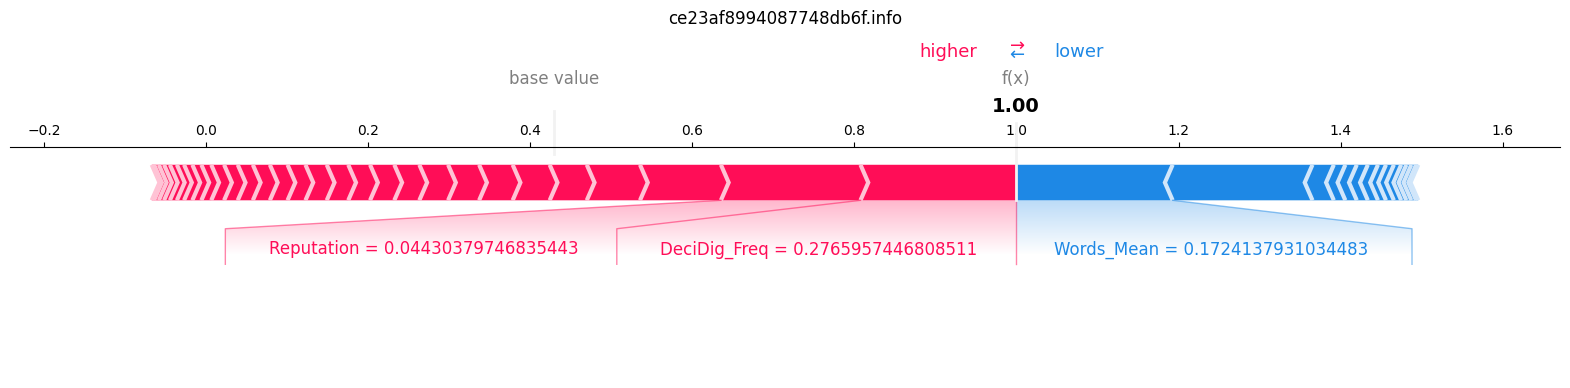 ce23af8994087748db6f.info
higher ⇄ lower
base value f(x)
1.00
−0.2 0.0 0.2 0.4 0.6 0.8 1.0 1.2 1.4 1.6
Reputation = 0.04430379746835443 DeciDig_Freq = 0.2765957446808511 Words_Mean = 0.1724137931034483